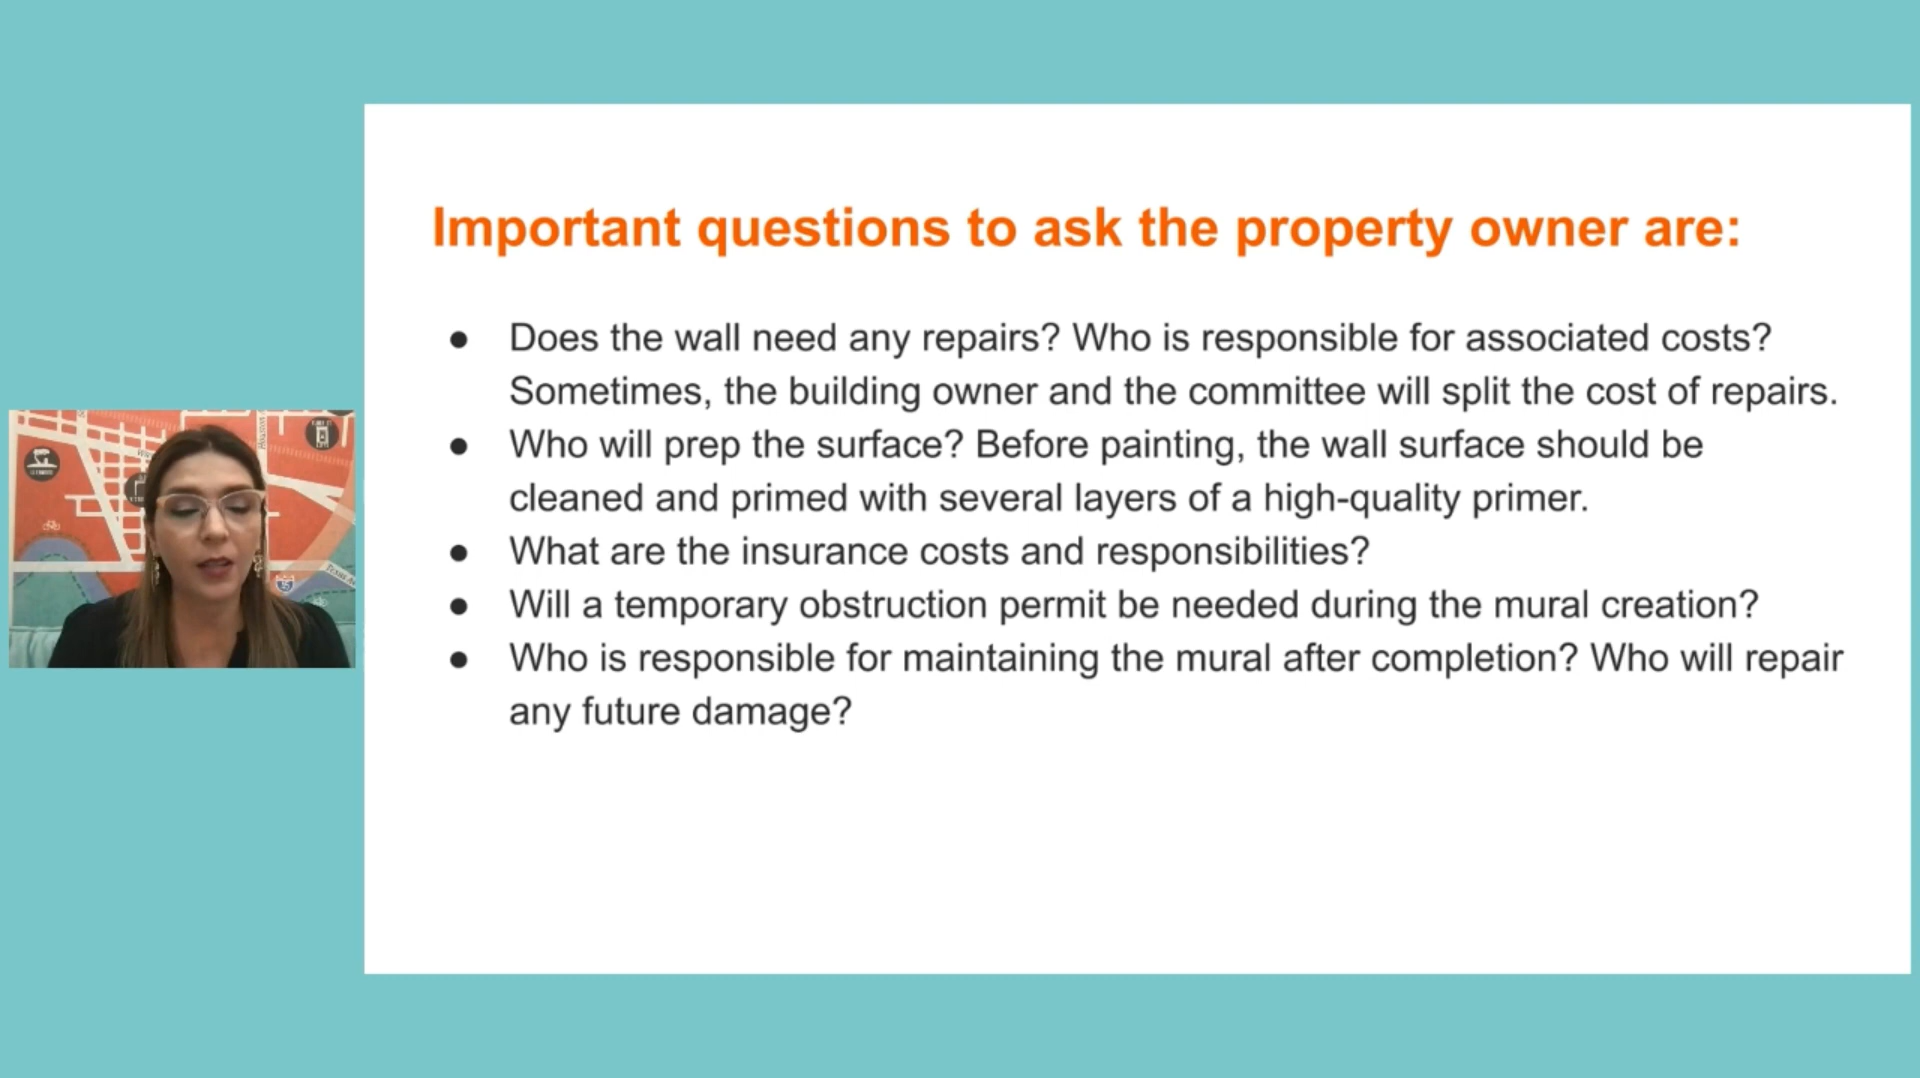 Important questions to ask the property owner are:
● Does the wall need any repairs? Who is responsible for associated costs?
Sometimes, the building owner and the committee will split the cost of repairs.
● Who will prep the surface? Before painting, the wall surface should be
cleaned and primed with several layers of a high-quality primer.
● What are the insurance costs and responsibilities?
● Will a temporary obstruction permit be needed during the mural creation?
● Who is responsible for maintaining the mural after completion? Who will repair
any future damage?